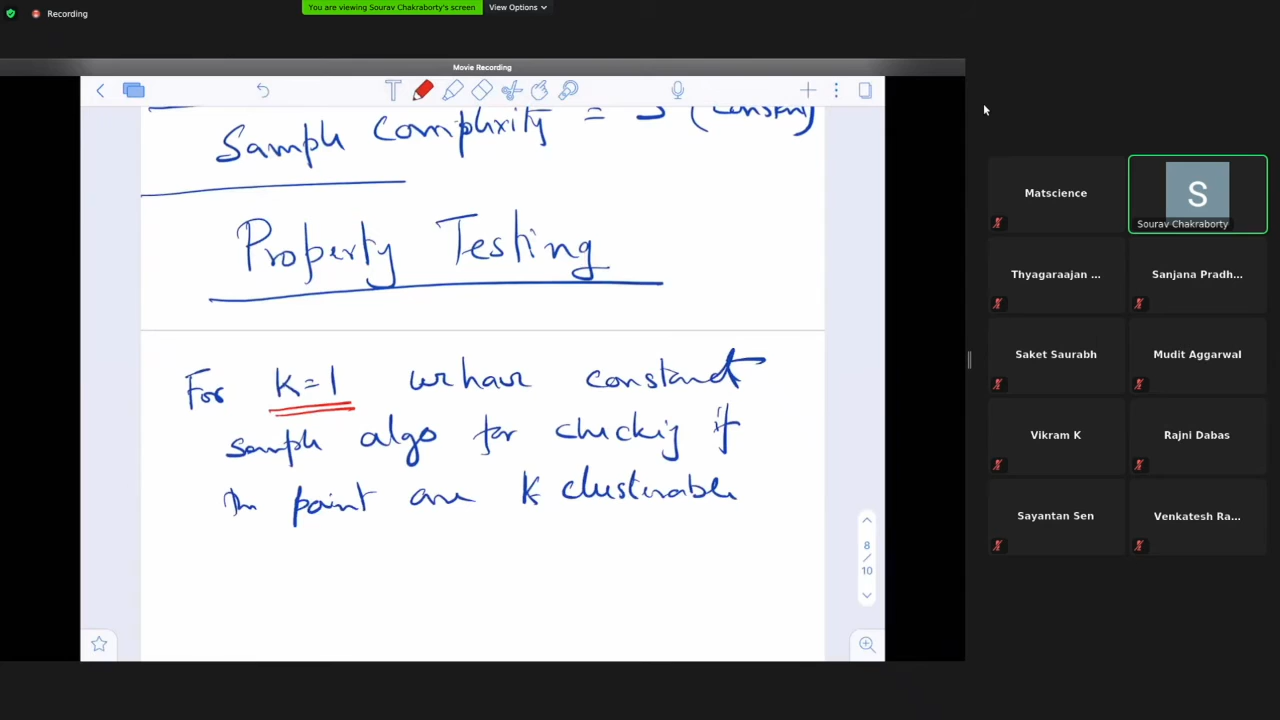 Recording
You are viewing Sourav Chakraborty's screen
View Options
Movie Recording
Sample Complixity =
Property Testing
For K=1 we have constant
sample algo for checking if
the point are K clusterable
8
/
10
Matscience
S
Sourav Chakraborty
Thyagaraajan ...
Sanjana Pradh...
Saket Saurabh
Mudit Aggarwal
Vikram K
Rajni Dabas
Sayantan Sen
Venkatesh Ra...